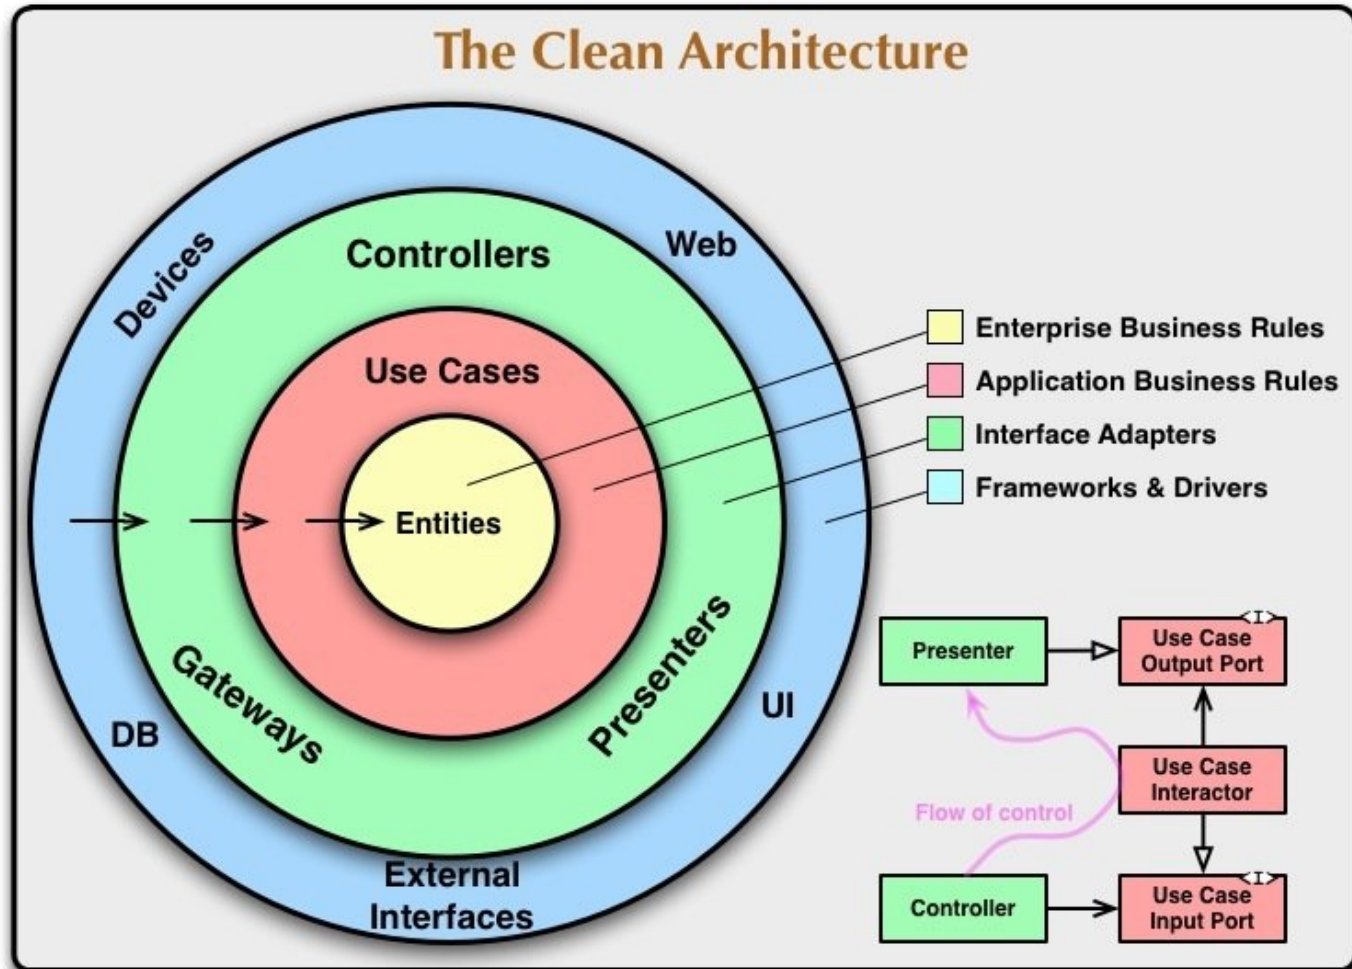 The Clean Architecture
Devices
Controllers
Web
Use Cases
Entities
Gateways
Presenters
DB
UI
External
Interfaces
Enterprise Business Rules
Application Business Rules
Interface Adapters
Frameworks & Drivers
Presenter
<I>
Use Case
Output Port
Use Case
Interactor
Flow of control
Controller
<I>
Use Case
Input Port